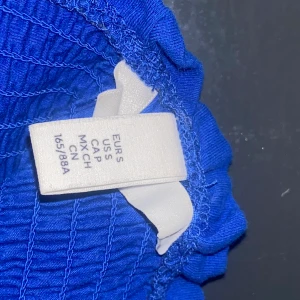 EUR S
US S
CA P
MX CH
CN
165/88A